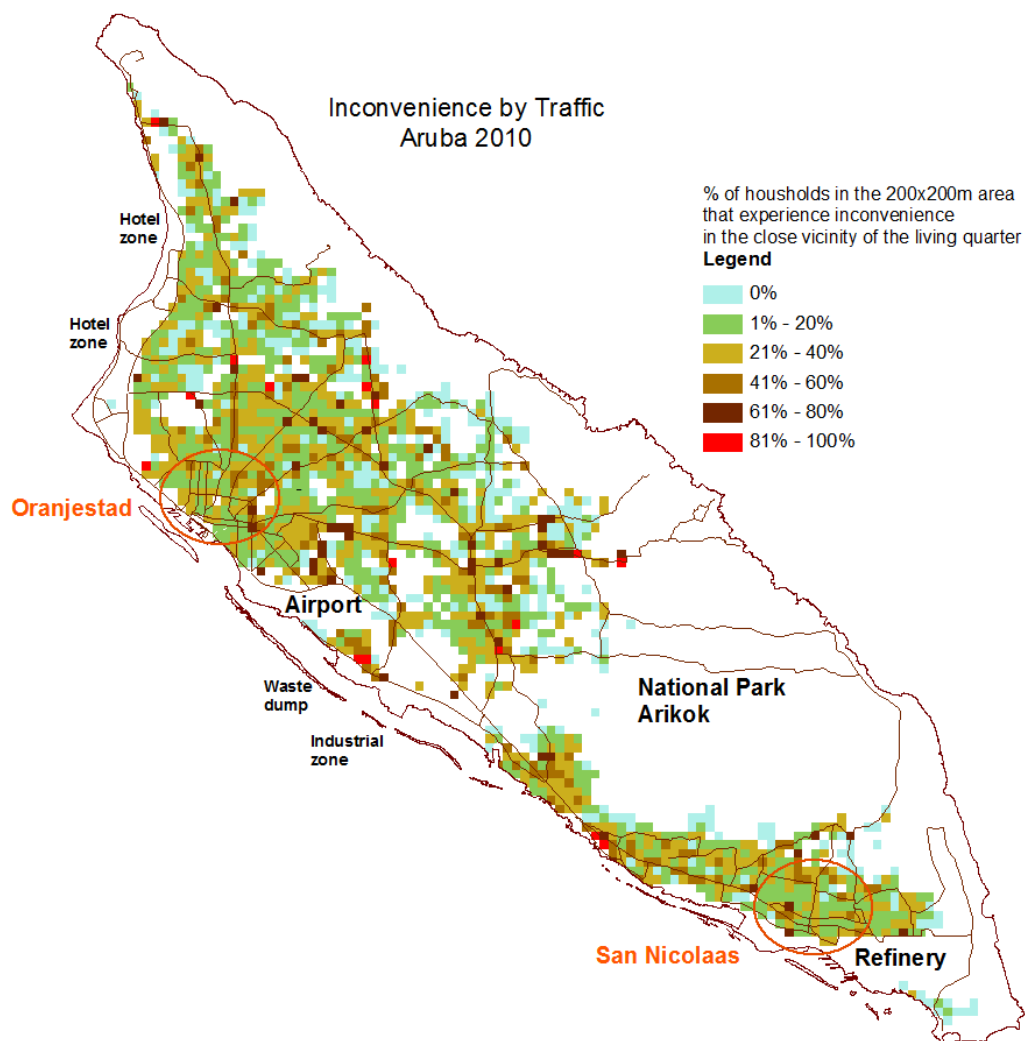 Inconvenience by Traffic
Aruba 2010
% of housholds in the 200x200m area
that experience inconvenience
in the close vicinity of the living quarter
Legend
0%
1% - 20%
21% - 40%
41% - 60%
61% - 80%
81% - 100%
Hotel
zone
Hotel
zone
Oranjestad
Airport
Waste
dump
Industrial
zone
National Park
Arikok
San Nicolaas
Refinery